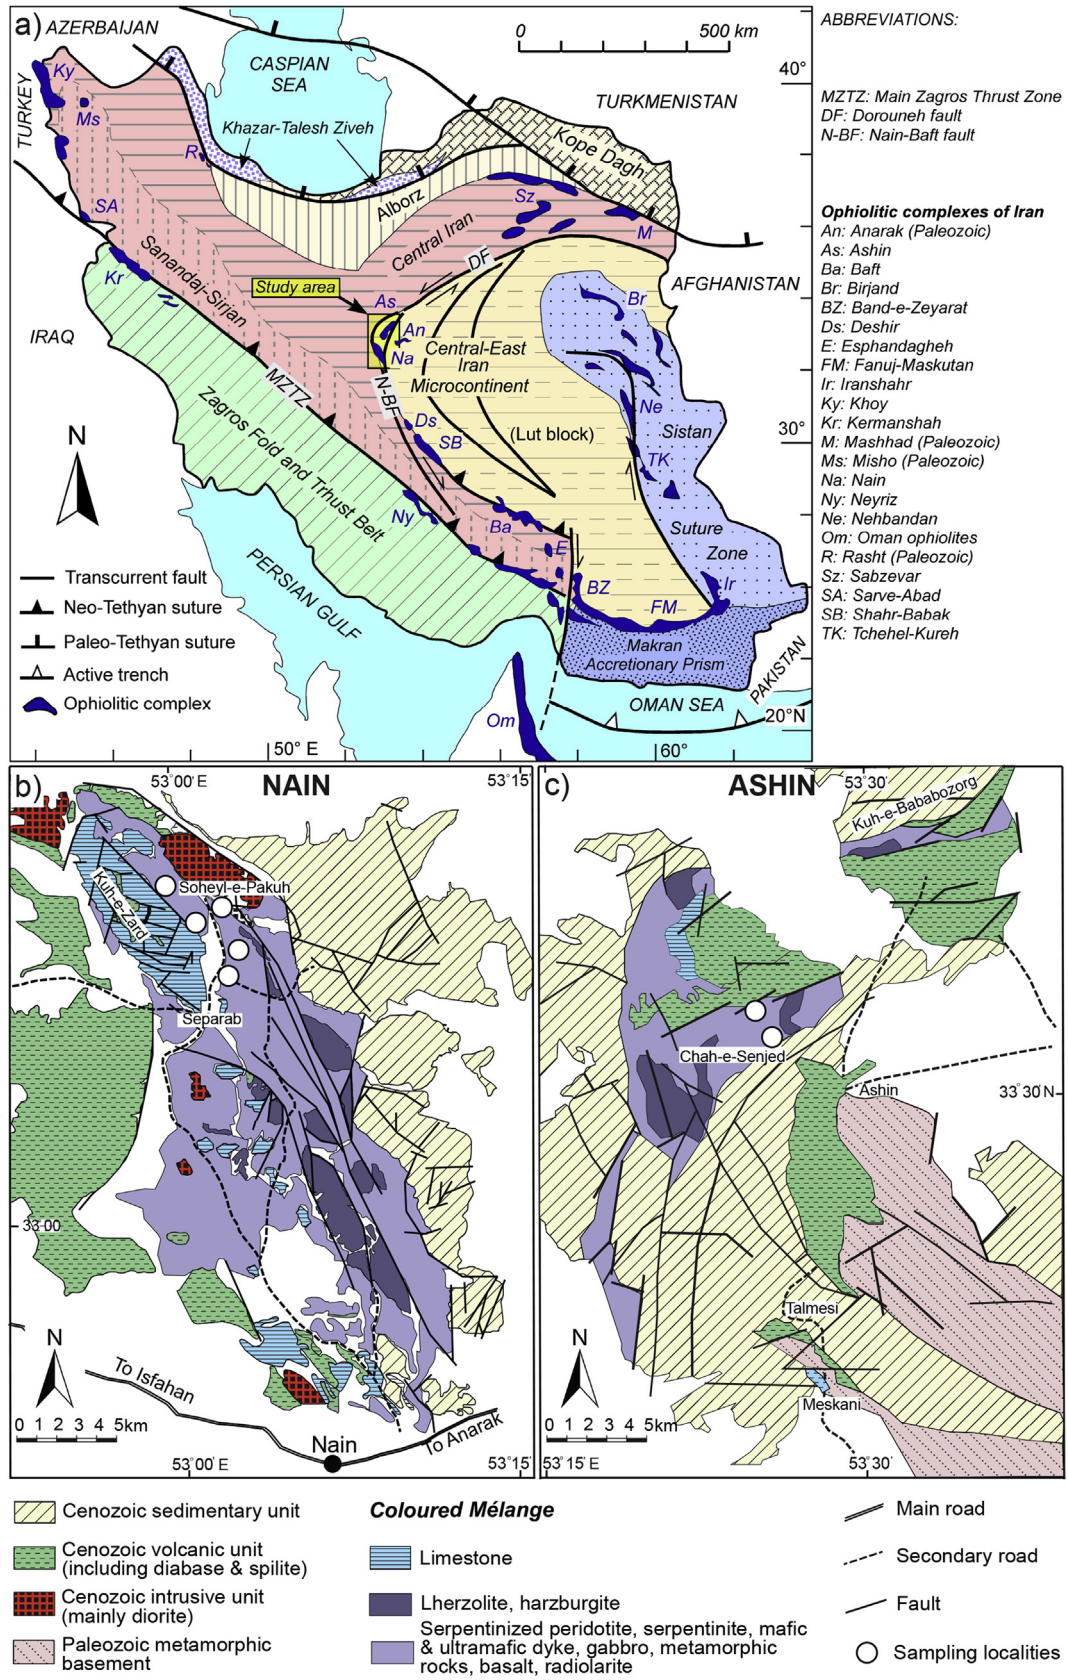 a)
AZERBAIJAN
CASPIAN
SEA
0 500 km
40°
TURKMENISTAN
TURKEY
Ky
Ms
Khazar-Talesh Ziveh
R
Kope Dagh
Alborz
Sz
SA
M
Central Iran
DF
Sanandaj-Sirjan
Kr
AFGHANISTAN
Study area
As
Br
An
IRAQ
Na
Central-East
Iran
Microcontinent
MZTZ
N-BF
Ne
Ds
SB
(Lut block)
Sistan
30°
Zagros Fold and Trhust Belt
TK
N
Ny
Ba
Suture
Zone
E
PERSIAN GULF
BZ
FM
Ir
Makran
Accretionary Prism
PAKISTAN
OMAN SEA
20°N
Om
50° E
60°
Transcurrent fault
Neo-Tethyan suture
Paleo-Tethyan suture
Active trench
Ophiolitic complex
ABBREVIATIONS:
MZTZ: Main Zagros Thrust Zone
DF: Dorouneh fault
N-BF: Nain-Baft fault
Ophiolitic complexes of Iran
An: Anarak (Paleozoic)
As: Ashin
Ba: Baft
Br: Birjand
BZ: Band-e-Zeyarat
Ds: Deshir
E: Esphandagheh
FM: Fanuj-Maskutan
Ir: Iranshahr
Ky: Khoy
Kr: Kermanshah
M: Mashhad (Paleozoic)
Ms: Misho (Paleozoic)
Na: Nain
Ny: Neyriz
Ne: Nehbandan
Om: Oman ophiolites
R: Rasht (Paleozoic)
Sz: Sabzevar
SA: Sarve-Abad
SB: Shahr-Babak
TK: Tchehel-Kureh
b)
53°00' E
NAIN
53°15'
Kuh-e-Zard
Soheyl-e-Pakuh
Separab
33°00'
N
0 1 2 3 4 5km
To Isfahan
Nain
To Anarak
53°00' E
53°15'
c)
ASHIN
53°30'
Kuh-e-Bababozorg
Chah-e-Senjed
Ashin
33°30'N
Talmesi
Meskani
N
0 1 2 3 4 5km
53°15' E
53°30'
Cenozoic sedimentary unit
Cenozoic volcanic unit
(including diabase & spilite)
Cenozoic intrusive unit
(mainly diorite)
Paleozoic metamorphic
basement
Coloured Mélange
Limestone
Lherzolite, harzburgite
Serpentinized peridotite, serpentinite, mafic
& ultramafic dyke, gabbro, metamorphic
rocks, basalt, radiolarite
Main road
Secondary road
Fault
Sampling localities